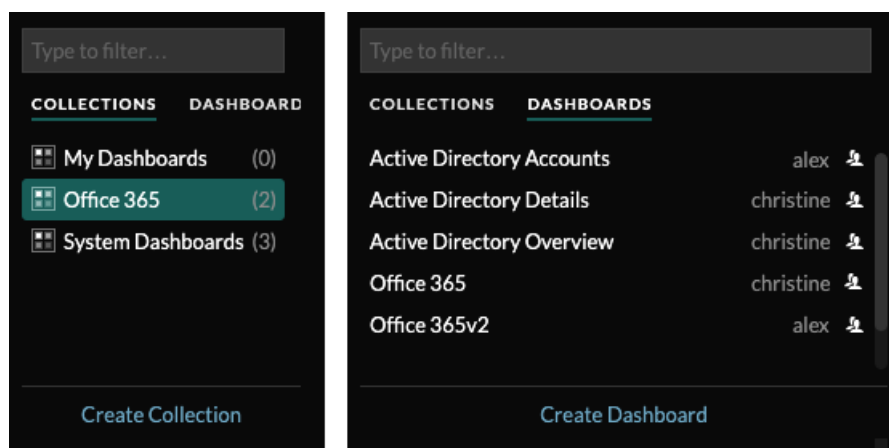 Type to filter...
COLLECTIONS DASHBOARD
My Dashboards (0)
Office 365 (2)
System Dashboards (3)
Create Collection
Type to filter...
COLLECTIONS DASHBOARDS
Active Directory Accounts alex
Active Directory Details christine
Active Directory Overview christine
Office 365 christine
Office 365v2 alex
Create Dashboard